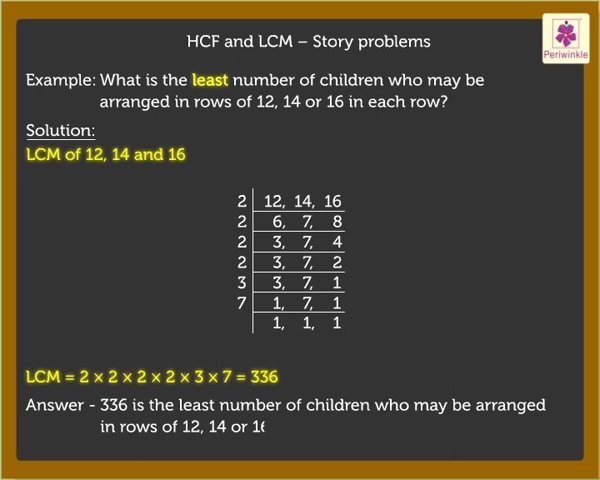 HCF and LCM – Story problems
Periwinkle
Example: What is the least number of children who may be
arranged in rows of 12, 14 or 16 in each row?
Solution:
LCM of 12, 14 and 16
2 12, 14, 16
2 6, 7, 8
2 3, 7, 4
2 3, 7, 2
3 3, 7, 1
7 1, 7, 1
1, 1, 1
LCM = 2 × 2 × 2 × 2 × 3 × 7 = 336
Answer - 336 is the least number of children who may be arranged
in rows of 12, 14 or 16